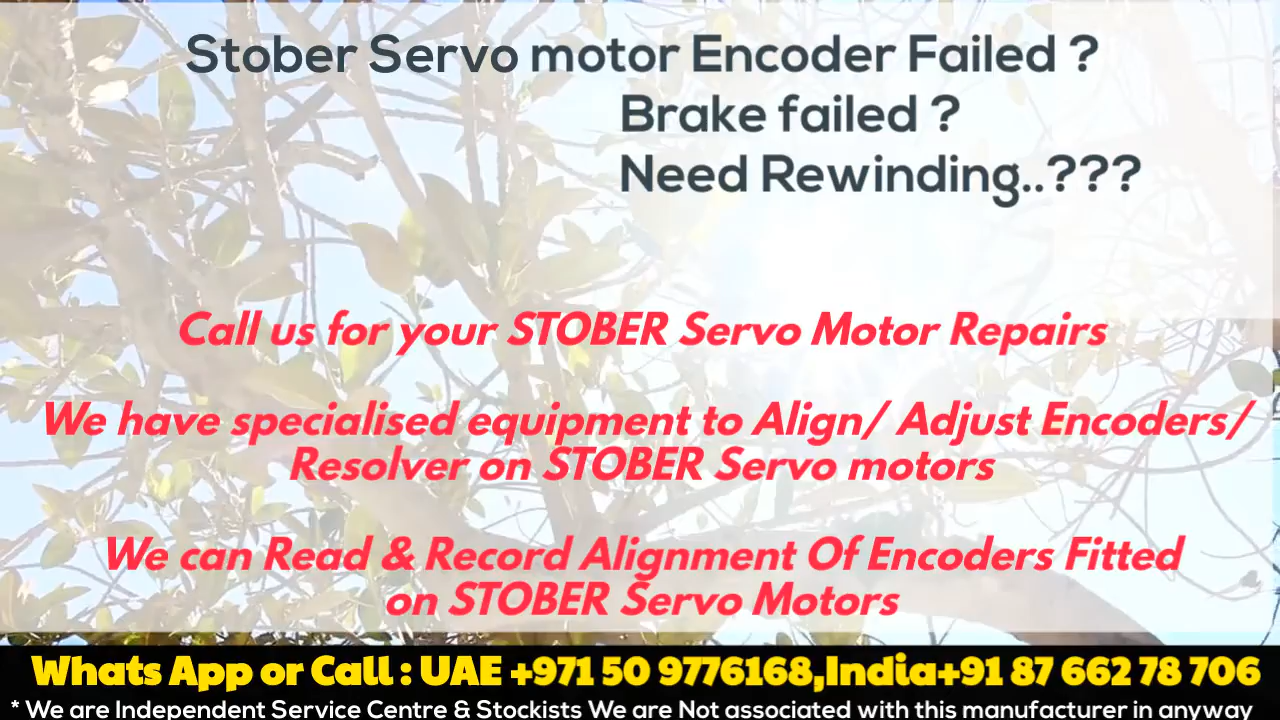 Stober Servo motor Encoder Failed ?
Brake failed ?
Need Rewinding..???
Call us for your STOBER Servo Motor Repairs
We have specialised equipment to Align/ Adjust Encoders/
Resolver on STOBER Servo motors
We can Read & Record Alignment Of Encoders Fitted
on STOBER Servo Motors
Whats App or Call : UAE +971 50 9776168,India+91 87 662 78 706
* We are Independent Service Centre & Stockists We are Not associated with this manufacturer in anyway